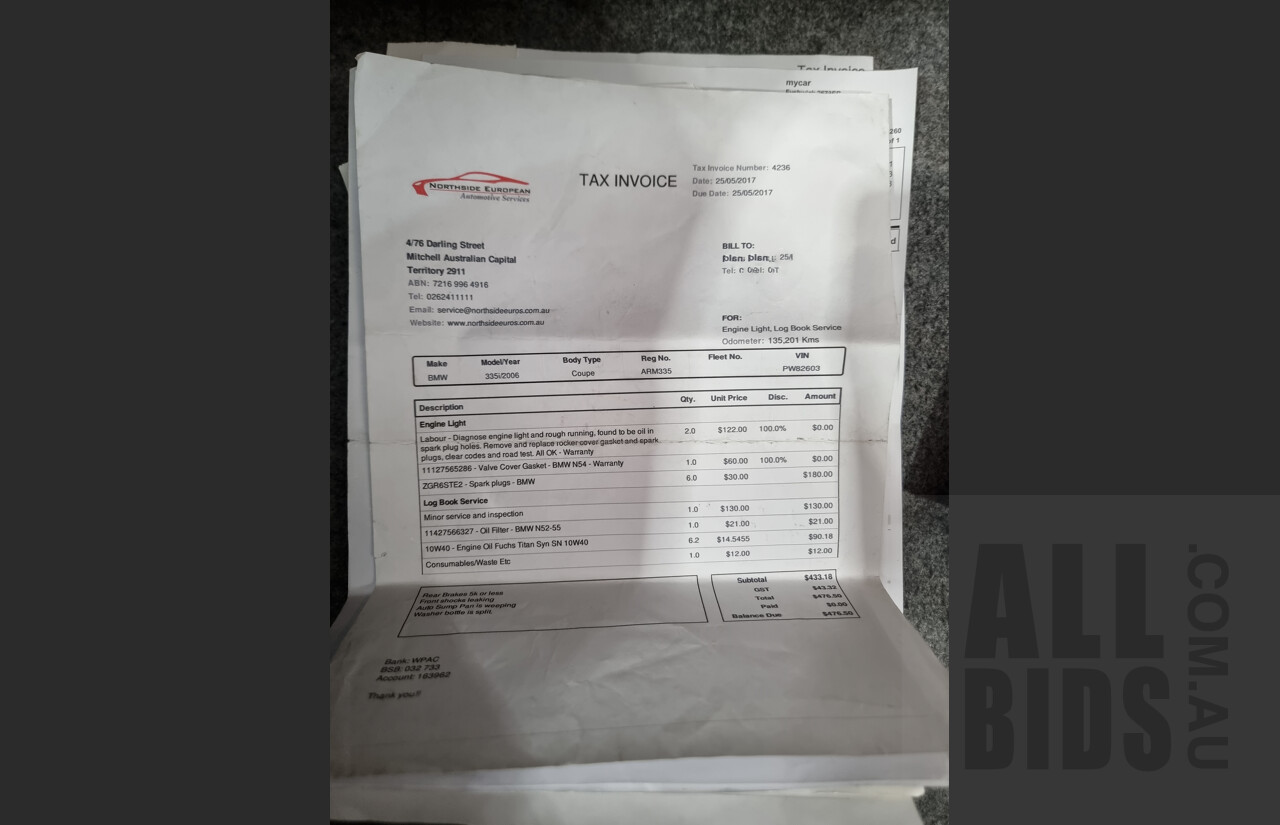 Tax Invoice
mycar
260
of 1
NORTHSIDE EUROPEAN
Automotive Services
TAX INVOICE
Tax Invoice Number: 4236
Date: 25/05/2017
Due Date: 25/05/2017
4/76 Darling Street
Mitchell Australian Capital
Territory 2911
ABN: 7216 996 4916
Tel: 0262411111
Email: service@northsideeuros.com.au
Website: www.northsideeuros.com.au
BILL TO:
Tel:
FOR:
Engine Light, Log Book Service
Odometer: 135,201 Kms
Make Model/Year Body Type Reg No. Fleet No. VIN
BMW 335i/2006 Coupe ARM335 PW82603
Description Qty. Unit Price Disc. Amount
Engine Light
Labour - Diagnose engine light and rough running, found to be oil in 2.0 $122.00 100.0% $0.00
spark plug holes. Remove and replace rocker cover gasket and spark
plugs, clear codes and road test. All OK - Warranty
11127565286 - Valve Cover Gasket - BMW N54 - Warranty 1.0 $60.00 100.0% $0.00
ZGR6STE2 - Spark plugs - BMW 6.0 $30.00 $180.00
Log Book Service
Minor service and inspection 1.0 $130.00 $130.00
11427566327 - Oil Filter - BMW N52-55 1.0 $21.00 $21.00
10W40 - Engine Oil Fuchs Titan Syn SN 10W40 6.2 $14.5455 $90.18
Consumables/Waste Etc 1.0 $12.00 $12.00
Rear Brakes 5k or less
Front shocks leaking
Auto Sump Pan is weeping
Washer bottle is split.
Subtotal $433.18
GST $43.32
Total $476.50
Paid $0.00
Balance Due $476.50
Bank: WPAC
BSB: 032 733
Account: 163962
Thank you!!
ALL
BIDS
.COM.AU